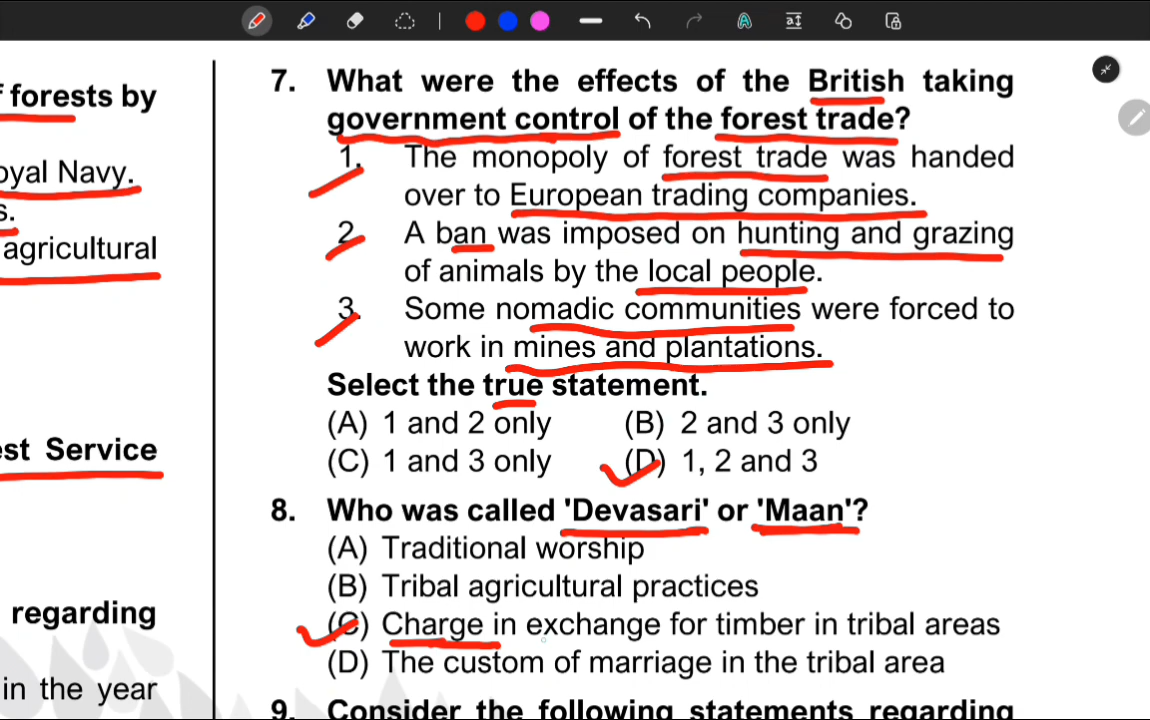 f forests by
oyal Navy.
s.
agricultural
est Service
regarding
in the year
7. What were the effects of the British taking
government control of the forest trade?
1. The monopoly of forest trade was handed
over to European trading companies.
2. A ban was imposed on hunting and grazing
of animals by the local people.
3. Some nomadic communities were forced to
work in mines and plantations.
Select the true statement.
(A) 1 and 2 only (B) 2 and 3 only
(C) 1 and 3 only (D) 1, 2 and 3
8. Who was called 'Devasari' or 'Maan'?
(A) Traditional worship
(B) Tribal agricultural practices
(C) Charge in exchange for timber in tribal areas
(D) The custom of marriage in the tribal area
9. Consider the following statements regarding